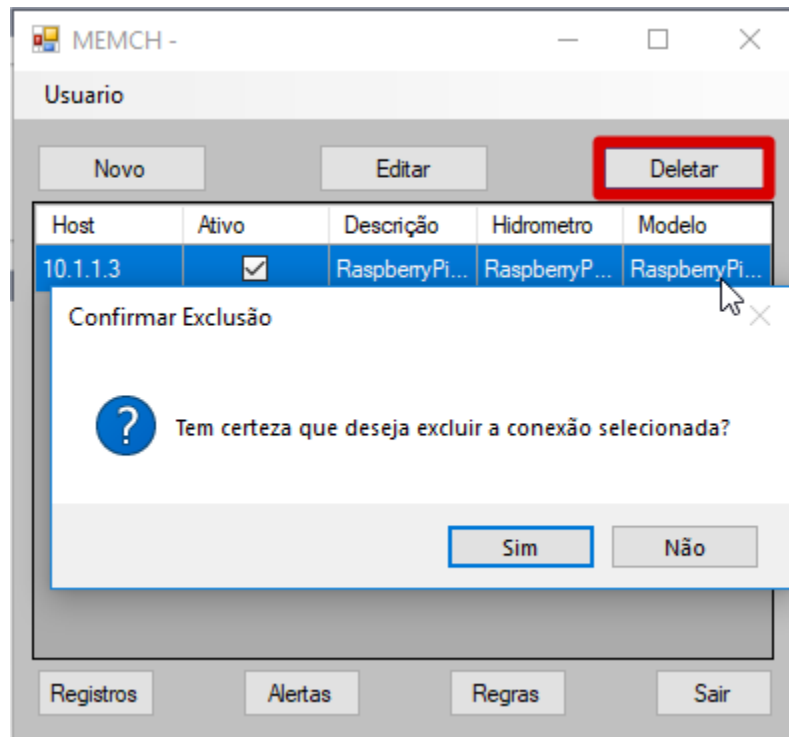 MEMCH -
Usuario
Novo Editar Deletar
Host Ativo Descrição Hidrometro Modelo
10.1.1.3 RaspberryPi... RaspberryP... RaspberryPi...
Confirmar Exclusão
Tem certeza que deseja excluir a conexão selecionada?
Sim Não
Registros Alertas Regras Sair